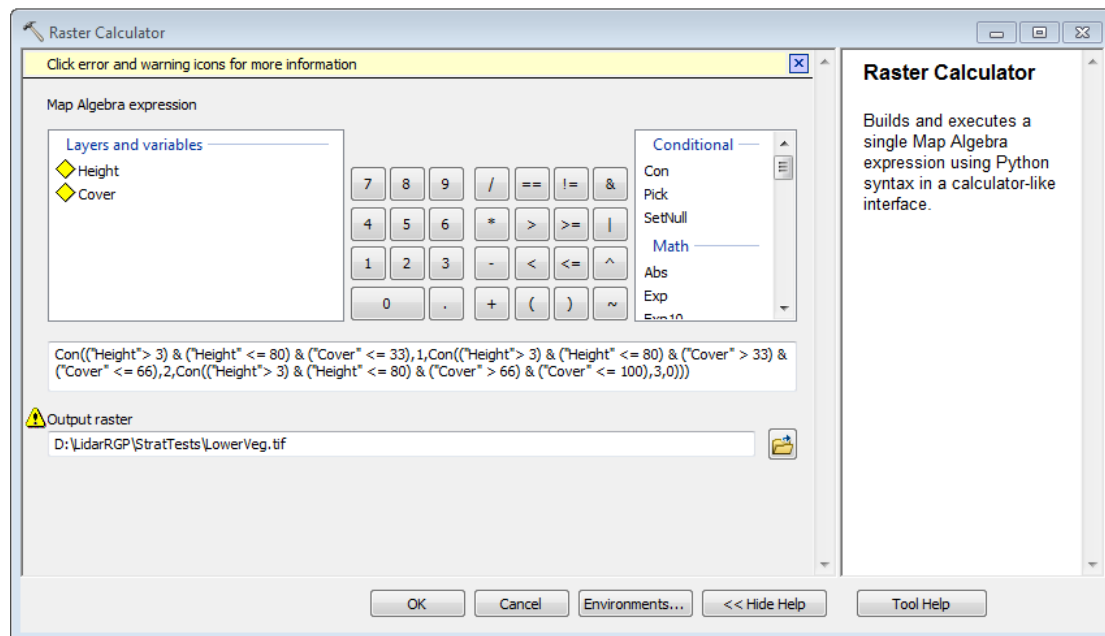 Raster Calculator
Click error and warning icons for more information
Map Algebra expression
Layers and variables
Height
Cover
7 8 9 / == != &
4 5 6 * > >= |
1 2 3 - < <= ^
0 . + ( ) ~
Conditional
Con
Pick
SetNull
Math
Abs
Exp
Exp10
Con(("Height"> 3) & ("Height" <= 80) & ("Cover" <= 33),1,Con(("Height"> 3) & ("Height" <= 80) & ("Cover" > 33) &
("Cover" <= 66),2,Con(("Height"> 3) & ("Height" <= 80) & ("Cover" > 66) & ("Cover" <= 100),3,0)))
Output raster
D:\LidarRGP\StratTests\LowerVeg.tif
OK
Cancel
Environments...
<< Hide Help
Tool Help
Raster Calculator
Builds and executes a
single Map Algebra
expression using Python
syntax in a calculator-like
interface.